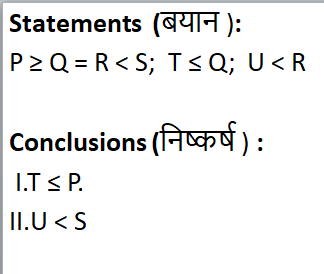 Statements (बयान ):
P ≥ Q = R < S; T ≤ Q; U < R
Conclusions (निष्कर्ष ) :
I.T ≤ P.
II.U < S